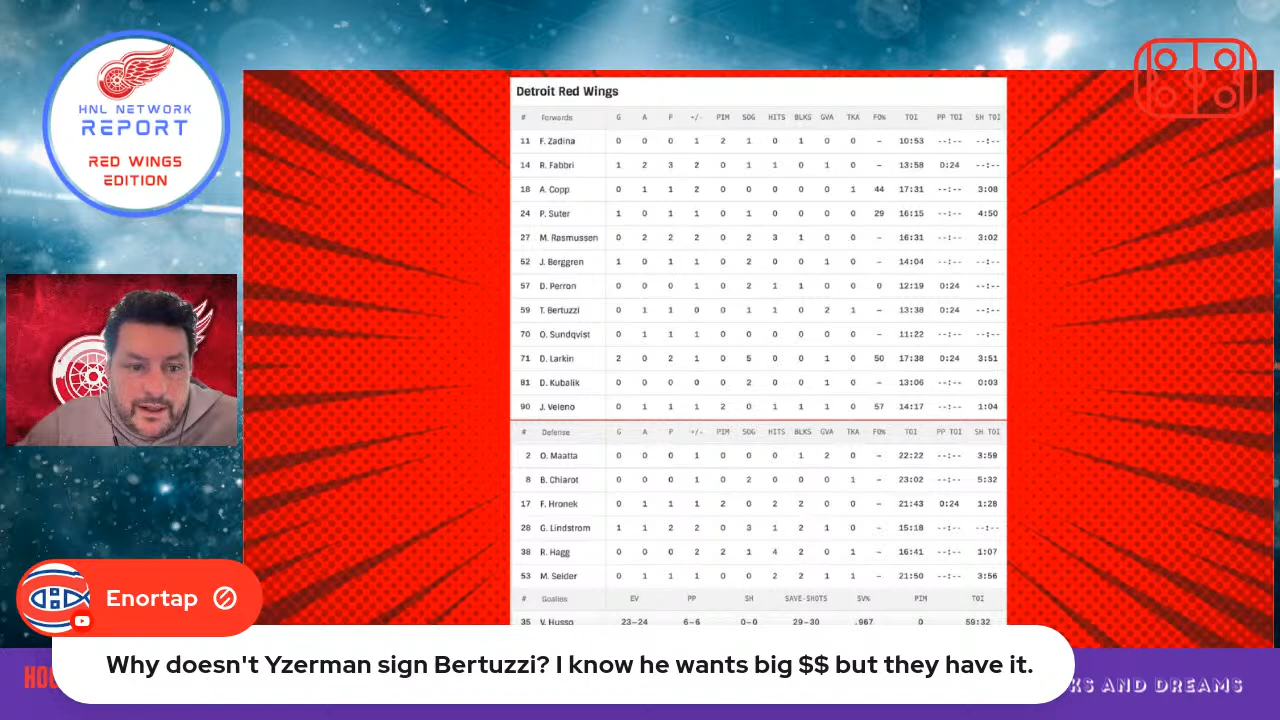 HNL NETWORK
REPORT
RED WINGS
EDITION
Detroit Red Wings
# Forwards G A P +/- PIM SOG HITS BLKS GVA TKA FO% TOI PP TOI SH TOI
11 F. Zadina 0 0 0 1 2 1 0 1 0 0 - 10:53 --:-- --:--
14 R. Fabbri 1 2 3 2 0 1 1 0 1 0 - 13:58 0:24 --:--
18 A. Copp 0 1 1 2 0 0 0 0 0 1 44 17:31 --:-- 3:08
24 P. Suter 1 0 1 1 0 1 0 0 0 0 29 16:15 --:-- 4:50
27 M. Rasmussen 0 2 2 2 0 2 3 1 0 0 - 16:31 --:-- 3:02
52 J. Berggren 1 0 1 1 0 2 0 0 1 0 - 14:04 --:-- --:--
57 D. Perron 0 0 0 1 0 2 1 1 0 0 0 12:19 0:24 --:--
59 T. Bertuzzi 0 1 1 0 0 1 1 0 2 1 - 13:38 0:24 --:--
70 O. Sundqvist 0 1 1 1 0 0 0 0 0 0 - 11:22 --:-- --:--
71 D. Larkin 2 0 2 1 0 5 0 0 1 0 50 17:38 0:24 3:51
81 D. Kubalik 0 0 0 0 0 2 0 0 1 0 - 13:06 --:-- 0:03
90 J. Veleno 0 1 1 1 2 0 1 1 1 0 57 14:17 --:-- 1:04
# Defense G A P +/- PIM SOG HITS BLKS GVA TKA FO% TOI PP TOI SH TOI
2 O. Maatta 0 0 0 1 0 0 0 1 2 0 - 22:22 --:-- 3:59
8 B. Chiarot 0 0 0 1 0 2 0 0 0 1 - 23:02 --:-- 5:32
17 F. Hronek 0 1 1 1 2 0 2 2 1 0 - 21:43 0:24 1:28
28 G. Lindstrom 1 1 2 2 0 3 1 2 1 0 - 15:18 --:-- --:--
38 R. Hagg 0 0 0 2 2 1 4 2 0 1 - 16:41 --:-- 1:07
53 M. Seider 0 1 1 1 0 0 2 2 1 1 - 21:50 --:-- 3:56
# Goalies EV PP SH SAVE-SHOTS SV% PIM TOI
35 V. Husso 23-24 6-6 0-0 29-30 .967 0 59:32
Enortap
Why doesn't Yzerman sign Bertuzzi? I know he wants big $$ but they have it.
AND DREAMS